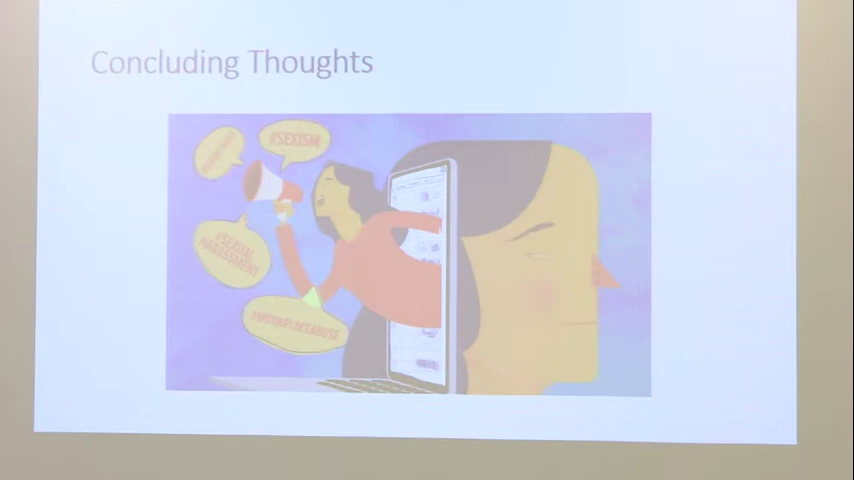 Concluding Thoughts
#SEXISM
#SEXUAL
HARASSMENT
#WORKPLACEABUSE